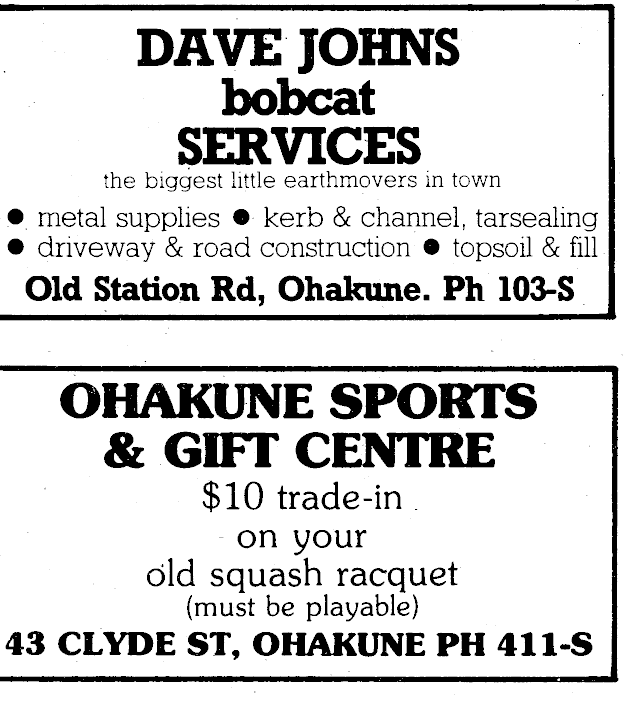 DAVE JOHNS
bobcat
SERVICES
the biggest little earthmovers in town
● metal supplies ● kerb & channel, tarsealing
● driveway & road construction ● topsoil & fill
Old Station Rd, Ohakune. Ph 103-S
OHAKUNE SPORTS
& GIFT CENTRE
$10 trade-in
on your
old squash racquet
(must be playable)
43 CLYDE ST, OHAKUNE PH 411-S